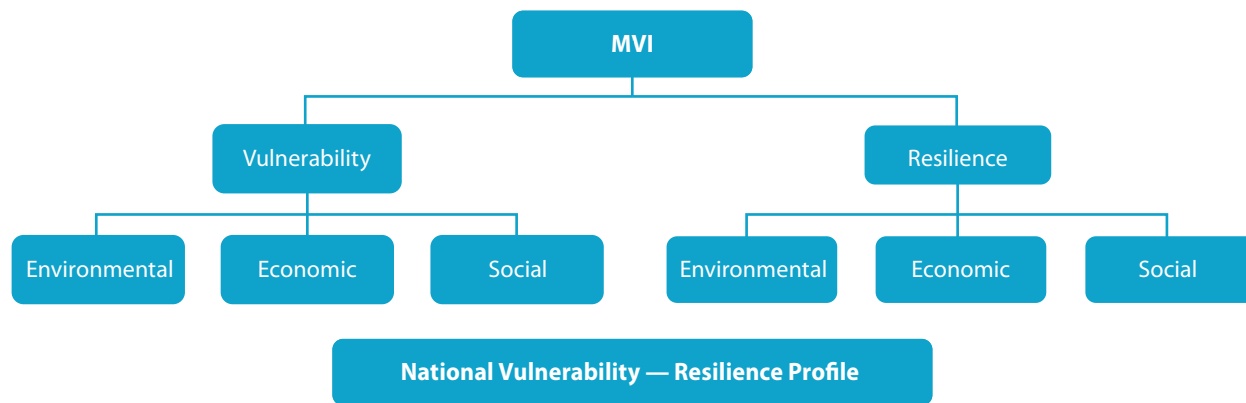 MVI
Vulnerability
Resilience
Environmental
Economic
Social
Environmental
Economic
Social
National Vulnerability — Resilience Profile